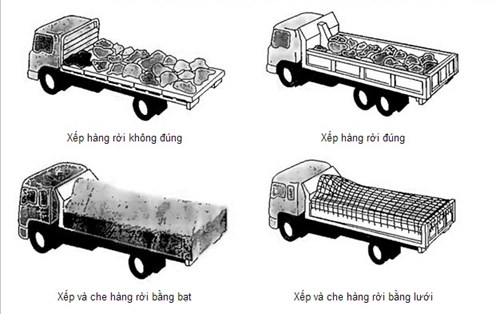 Xếp hàng rời không đúng
Xếp hàng rời đúng
Xếp và che hàng rời bằng bạt
Xếp và che hàng rời bằng lưới